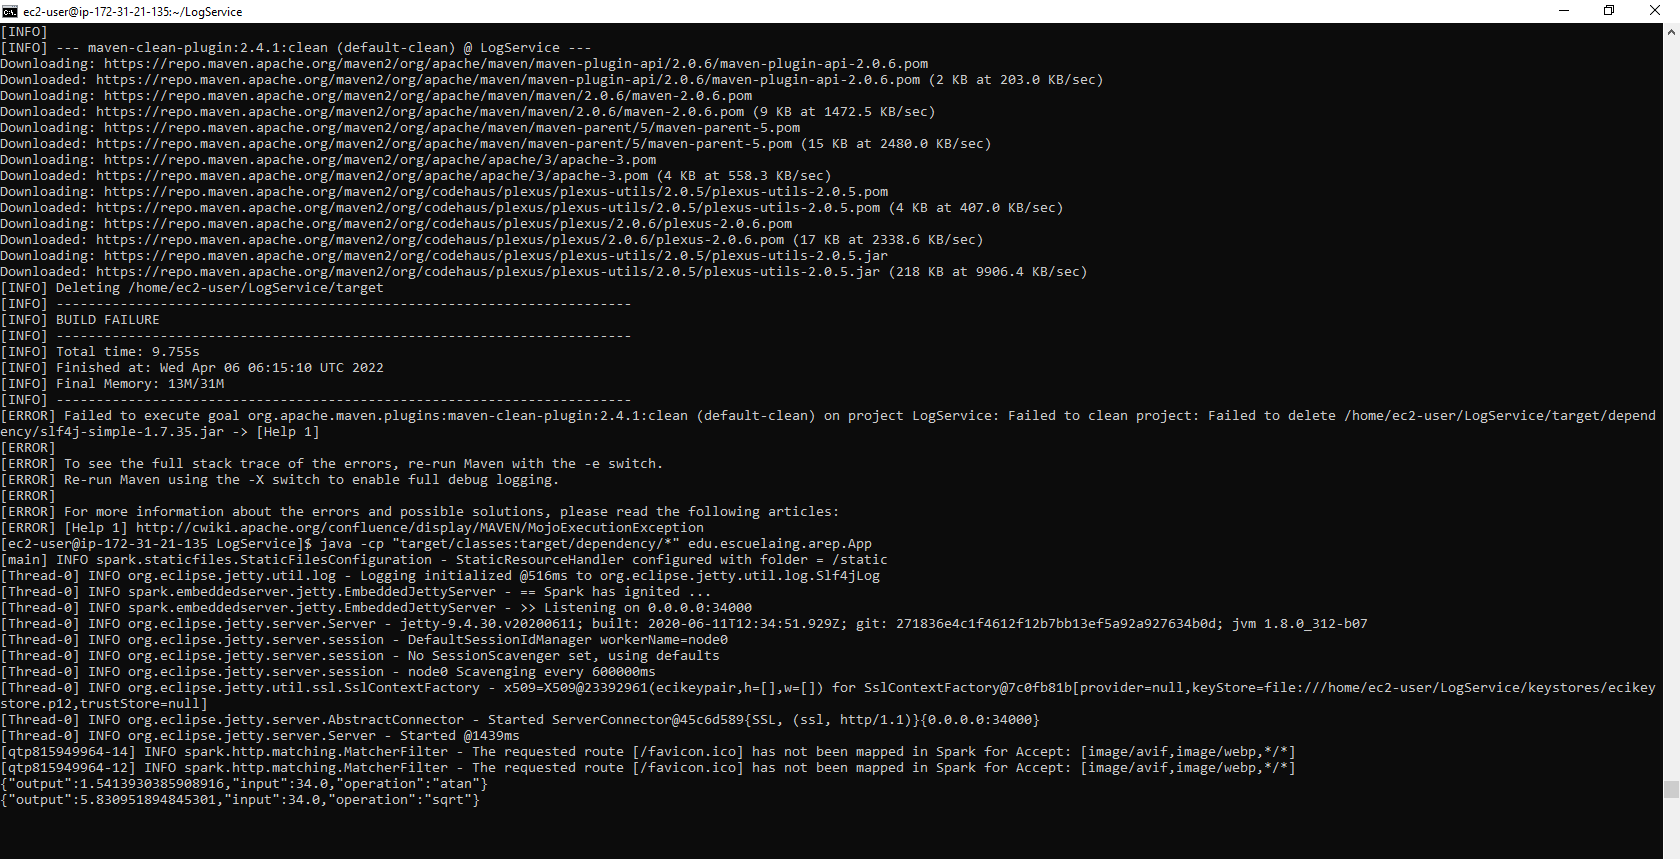 ec2-user@ip-172-31-21-135:~/LogService
[INFO]
[INFO] --- maven-clean-plugin:2.4.1:clean (default-clean) @ LogService ---
Downloading: https://repo.maven.apache.org/maven2/org/apache/maven/maven-plugin-api/2.0.6/maven-plugin-api-2.0.6.pom
Downloaded: https://repo.maven.apache.org/maven2/org/apache/maven/maven-plugin-api/2.0.6/maven-plugin-api-2.0.6.pom (2 KB at 203.0 KB/sec)
Downloading: https://repo.maven.apache.org/maven2/org/apache/maven/maven/2.0.6/maven-2.0.6.pom
Downloaded: https://repo.maven.apache.org/maven2/org/apache/maven/maven/2.0.6/maven-2.0.6.pom (9 KB at 1472.5 KB/sec)
Downloading: https://repo.maven.apache.org/maven2/org/apache/maven/maven-parent/5/maven-parent-5.pom
Downloaded: https://repo.maven.apache.org/maven2/org/apache/maven/maven-parent/5/maven-parent-5.pom (15 KB at 2480.0 KB/sec)
Downloading: https://repo.maven.apache.org/maven2/org/apache/apache/3/apache-3.pom
Downloaded: https://repo.maven.apache.org/maven2/org/apache/apache/3/apache-3.pom (4 KB at 558.3 KB/sec)
Downloading: https://repo.maven.apache.org/maven2/org/codehaus/plexus/plexus-utils/2.0.5/plexus-utils-2.0.5.pom
Downloaded: https://repo.maven.apache.org/maven2/org/codehaus/plexus/plexus-utils/2.0.5/plexus-utils-2.0.5.pom (4 KB at 407.0 KB/sec)
Downloading: https://repo.maven.apache.org/maven2/org/codehaus/plexus/plexus/2.0.6/plexus-2.0.6.pom
Downloaded: https://repo.maven.apache.org/maven2/org/codehaus/plexus/plexus/2.0.6/plexus-2.0.6.pom (17 KB at 2338.6 KB/sec)
Downloading: https://repo.maven.apache.org/maven2/org/codehaus/plexus/plexus-utils/2.0.5/plexus-utils-2.0.5.jar
Downloaded: https://repo.maven.apache.org/maven2/org/codehaus/plexus/plexus-utils/2.0.5/plexus-utils-2.0.5.jar (218 KB at 9906.4 KB/sec)
[INFO] Deleting /home/ec2-user/LogService/target
[INFO] ------------------------------------------------------------------------
[INFO] BUILD FAILURE
[INFO] ------------------------------------------------------------------------
[INFO] Total time: 9.755s
[INFO] Finished at: Wed Apr 06 06:15:10 UTC 2022
[INFO] Final Memory: 13M/31M
[INFO] ------------------------------------------------------------------------
[ERROR] Failed to execute goal org.apache.maven.plugins:maven-clean-plugin:2.4.1:clean (default-clean) on project LogService: Failed to clean project: Failed to delete /home/ec2-user/LogService/target/depend
ency/slf4j-simple-1.7.35.jar -> [Help 1]
[ERROR]
[ERROR] To see the full stack trace of the errors, re-run Maven with the -e switch.
[ERROR] Re-run Maven using the -X switch to enable full debug logging.
[ERROR]
[ERROR] For more information about the errors and possible solutions, please read the following articles:
[ERROR] [Help 1] http://cwiki.apache.org/confluence/display/MAVEN/MojoExecutionException
[ec2-user@ip-172-31-21-135 LogService]$ java -cp "target/classes:target/dependency/*" edu.escuelaing.arep.App
[main] INFO spark.staticfiles.StaticFilesConfiguration - StaticResourceHandler configured with folder = /static
[Thread-0] INFO org.eclipse.jetty.util.log - Logging initialized @516ms to org.eclipse.jetty.util.log.Slf4jLog
[Thread-0] INFO spark.embeddedserver.jetty.EmbeddedJettyServer - == Spark has ignited ...
[Thread-0] INFO spark.embeddedserver.jetty.EmbeddedJettyServer - >> Listening on 0.0.0.0:34000
[Thread-0] INFO org.eclipse.jetty.server.Server - jetty-9.4.30.v20200611; built: 2020-06-11T12:34:51.929Z; git: 271836e4c1f4612f12b7bb13ef5a92a927634b0d; jvm 1.8.0_312-b07
[Thread-0] INFO org.eclipse.jetty.server.session - DefaultSessionIdManager workerName=node0
[Thread-0] INFO org.eclipse.jetty.server.session - No SessionScavenger set, using defaults
[Thread-0] INFO org.eclipse.jetty.server.session - node0 Scavenging every 600000ms
[Thread-0] INFO org.eclipse.jetty.util.ssl.SslContextFactory - x509=X509@23392961(ecikeypair,h=[],w=[]) for SslContextFactory@7c0fb81b[provider=null,keyStore=file:///home/ec2-user/LogService/keystores/ecikey
store.p12,trustStore=null]
[Thread-0] INFO org.eclipse.jetty.server.AbstractConnector - Started ServerConnector@45c6d589{SSL, (ssl, http/1.1)}{0.0.0.0:34000}
[Thread-0] INFO org.eclipse.jetty.server.Server - Started @1439ms
[qtp815949964-14] INFO spark.http.matching.MatcherFilter - The requested route [/favicon.ico] has not been mapped in Spark for Accept: [image/avif,image/webp,*/*]
[qtp815949964-12] INFO spark.http.matching.MatcherFilter - The requested route [/favicon.ico] has not been mapped in Spark for Accept: [image/avif,image/webp,*/*]
{"output":1.5413930385908916,"input":34.0,"operation":"atan"}
{"output":5.830951894845301,"input":34.0,"operation":"sqrt"}